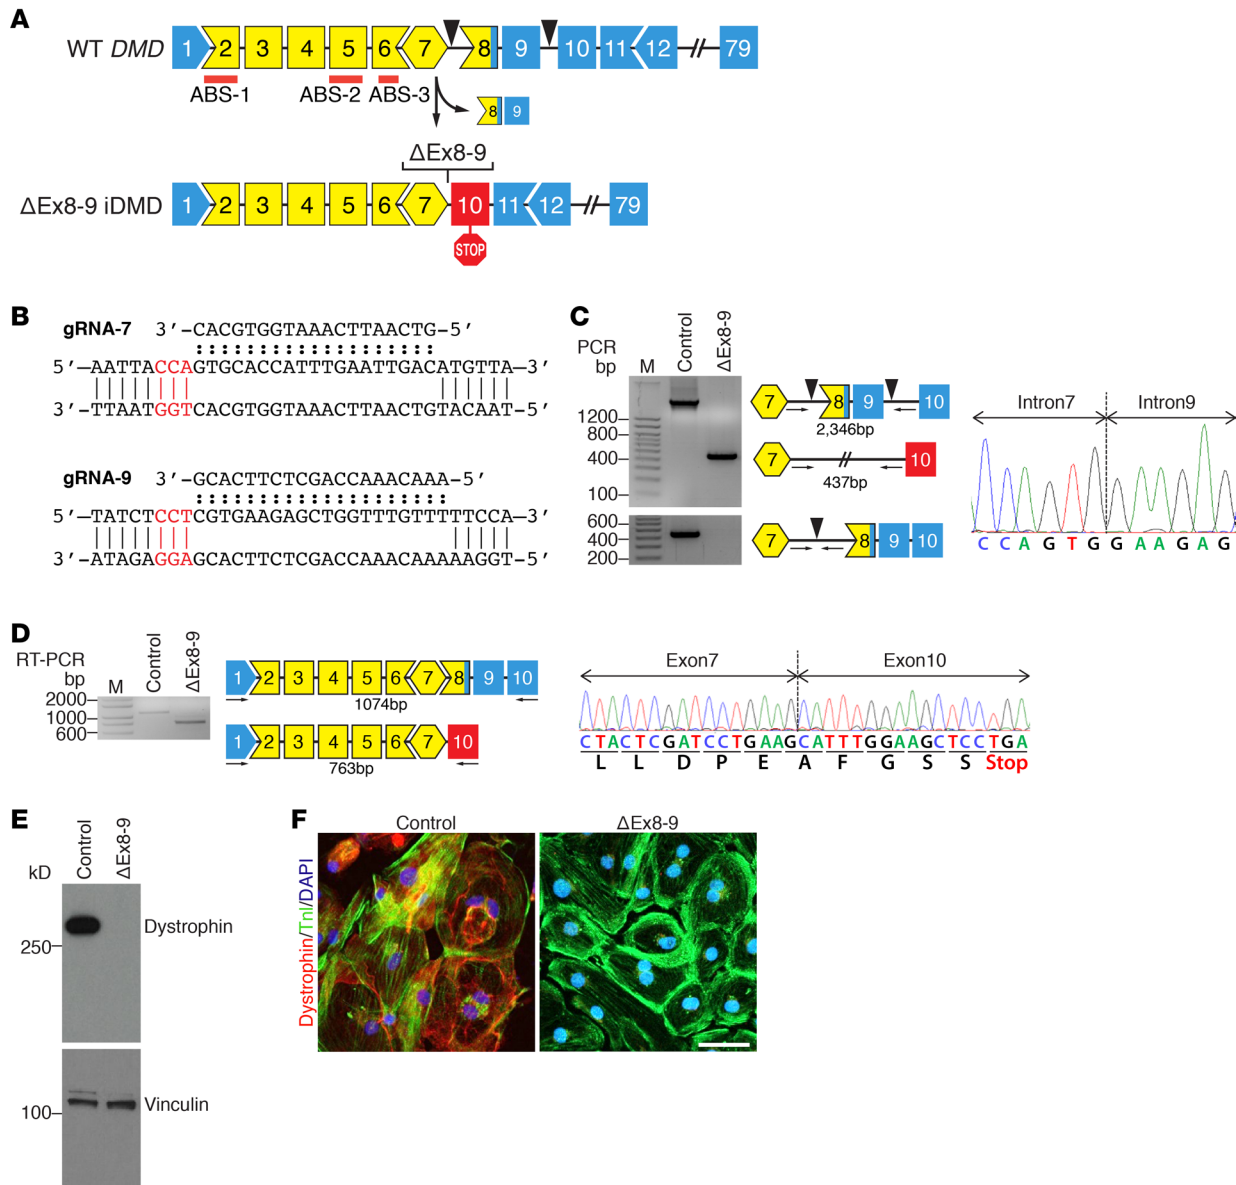 A
WT DMD
1 2 3 4 5 6 7 8 9 10 11 12 // 79
ABS-1 ABS-2 ABS-3
8 9
ΔEx8-9
ΔEx8-9 iDMD
1 2 3 4 5 6 7 10 11 12 // 79
STOP
B
gRNA-7 3′-CACGTGGTAAACTTAACTG-5′
5′—AATTACCAGTGCACCATTTGAATTGACATGTTA—3′
3′—TTAATGGTCACGTGGTAAACTTAACTGTACAAT—5′
gRNA-9 3′-GCACTTCTCGACCAAACAAA-5′
5′—TATCTCCTCGTGAAGAGCTGGTTTGTTTTTCCA—3′
3′—ATAGAGGAGCACTTCTCGACCAAACAAAAAGGT—5′
C
PCR
bp
M
Control
ΔEx8-9
1200
800
400
100
600
400
200
7 8 9 10
2,346bp
7 // 10
437bp
7 8 9 10
Intron7 Intron9
C C A G T G G A A G A G
D
RT-PCR
bp
M
Control
ΔEx8-9
2000
1000
600
1 2 3 4 5 6 7 8 9 10
1074bp
1 2 3 4 5 6 7 10
763bp
Exon7 Exon10
CTACTCGATCCTGAAGCATTTGGAAGCTCCTGA
L L D P E A F G S S Stop
E
kD
Control
ΔEx8-9
250
Dystrophin
100
Vinculin
F
Control ΔEx8-9
Dystrophin/TnI/DAPI